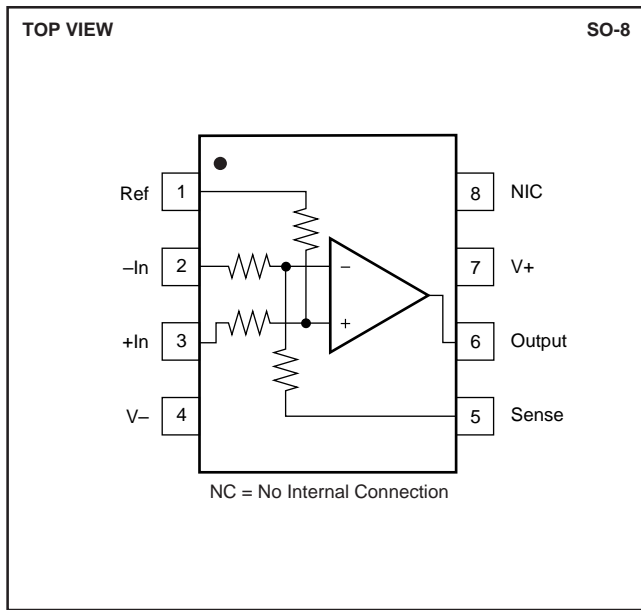 TOP VIEW
SO-8
Ref
1
8
NIC
–In
2
–
7
V+
+In
3
+
6
Output
V–
4
5
Sense
NC = No Internal Connection